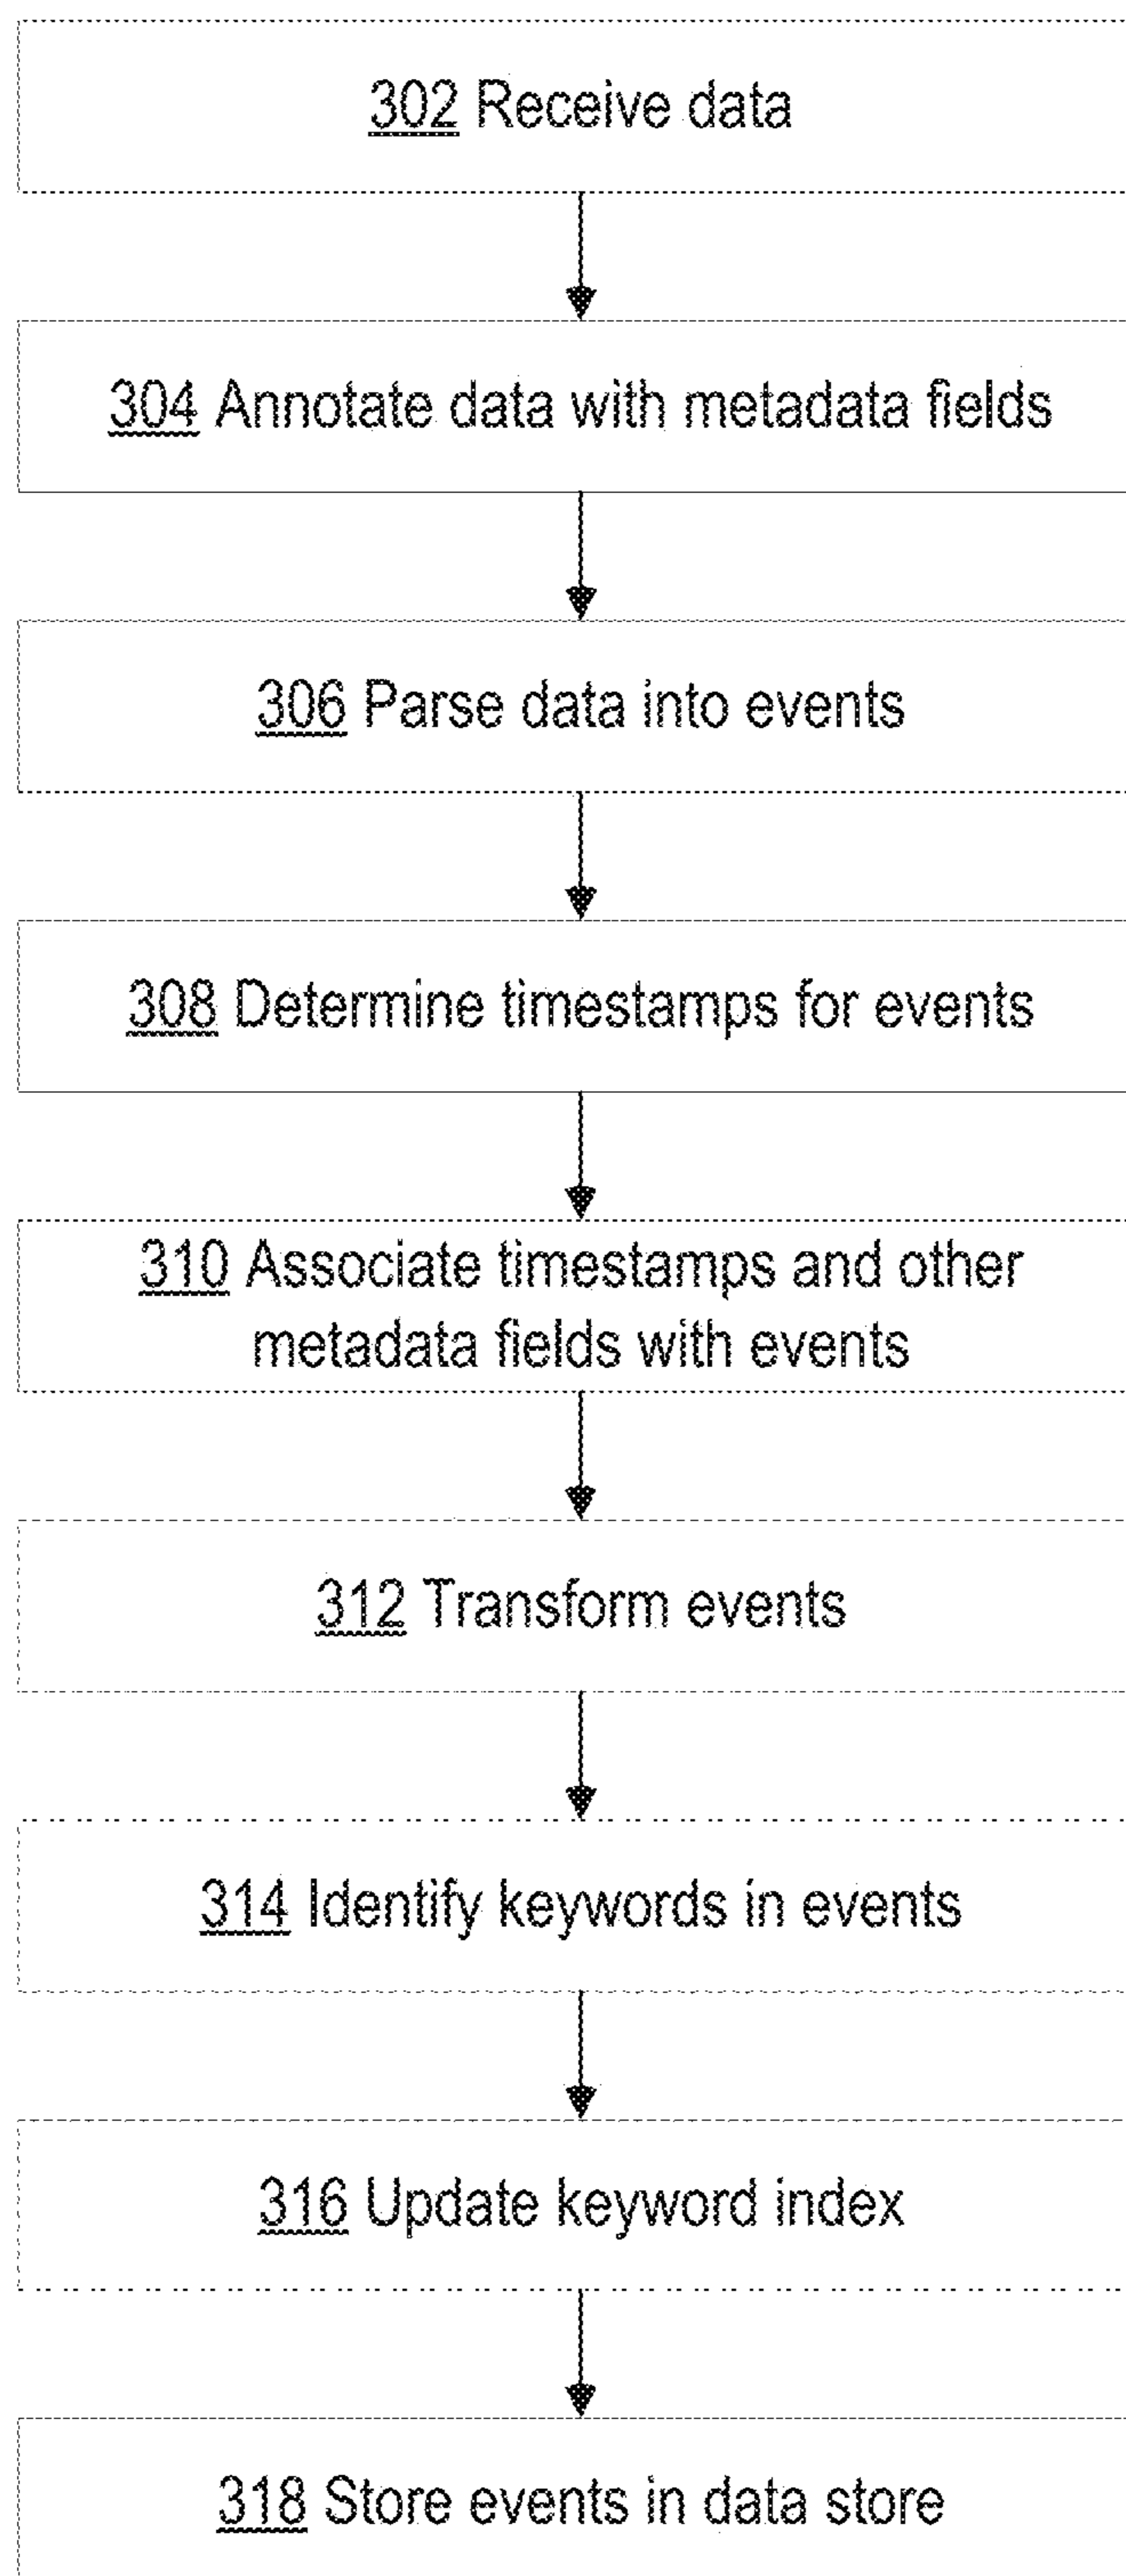 302 Receive data
304 Annotate data with metadata fields
306 Parse data into events
308 Determine timestamps for events
310 Associate timestamps and other
metadata fields with events
312 Transform events
314 Identify keywords in events
316 Update keyword index
318 Store events in data store